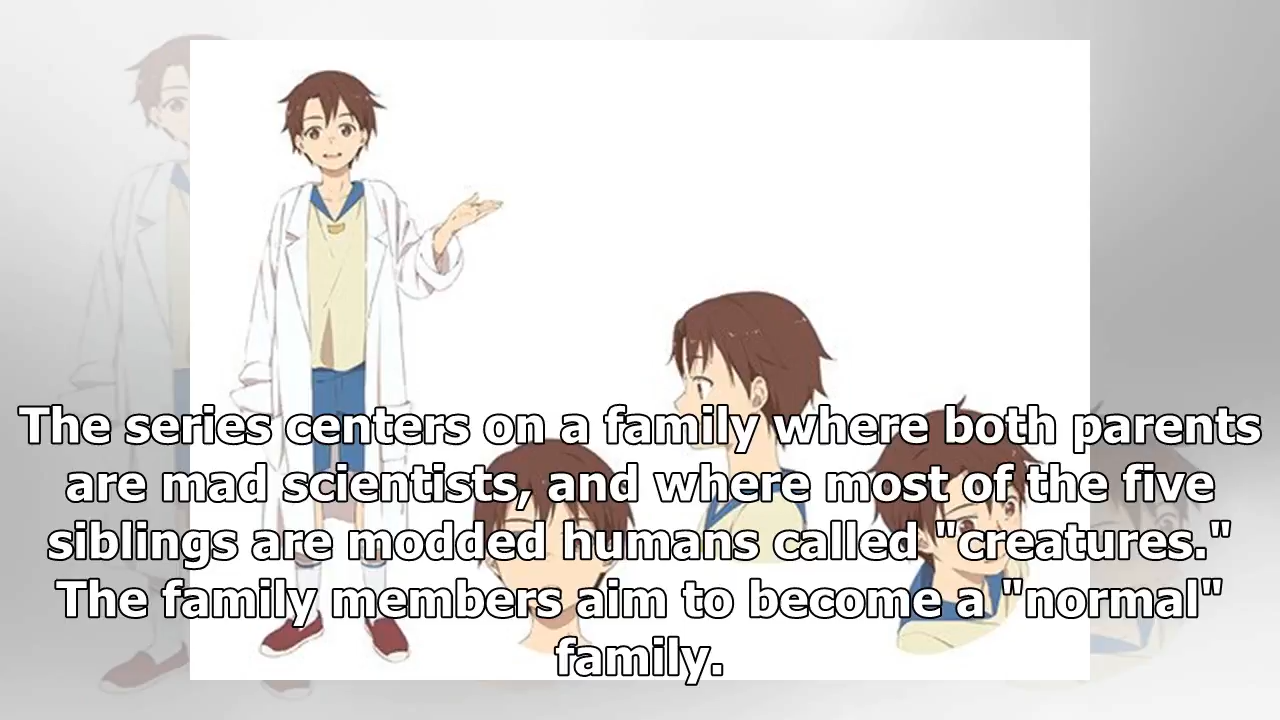 The series centers on a family where both parents
are mad scientists, and where most of the five
siblings are modded humans called "creatures."
The family members aim to become a "normal"
family.